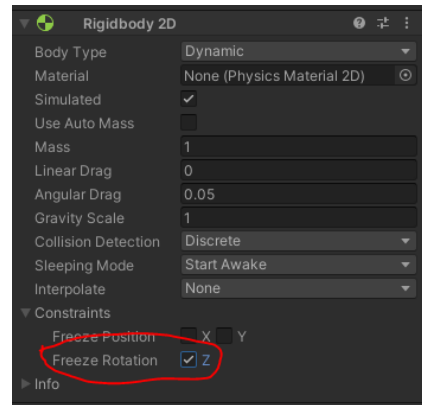 Rigidbody 2D
Body Type Dynamic
Material None (Physics Material 2D)
Simulated
Use Auto Mass
Mass 1
Linear Drag 0
Angular Drag 0.05
Gravity Scale 1
Collision Detection Discrete
Sleeping Mode Start Awake
Interpolate None
Constraints
Freeze Position X Y
Freeze Rotation Z
Info